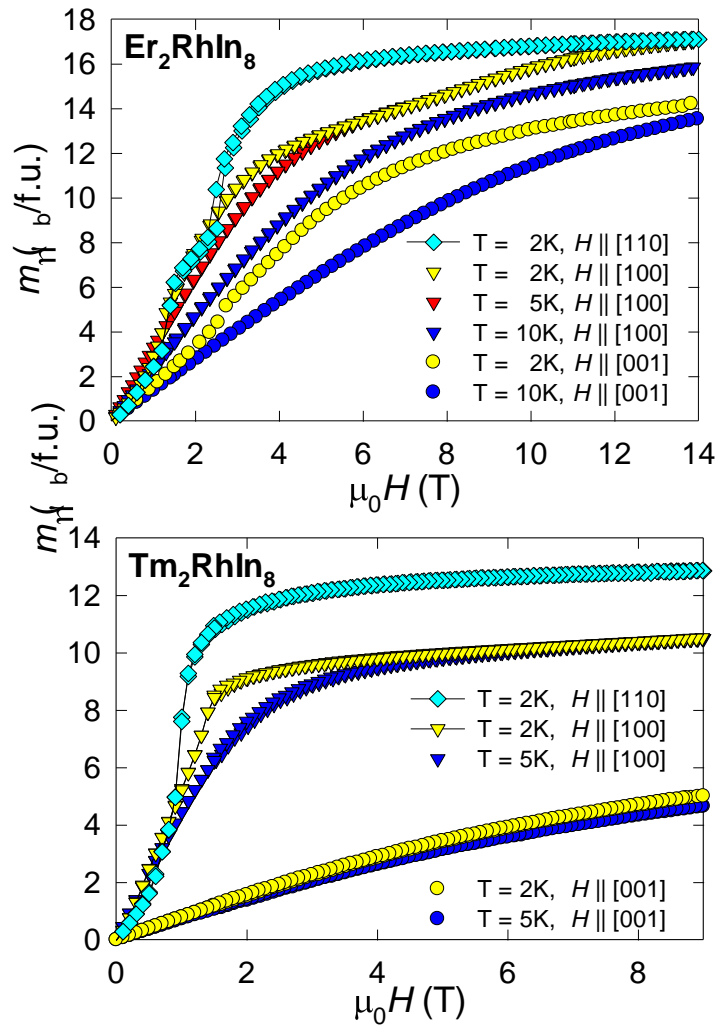 Er₂RhIn₈
18
16
14
12
10
8
6
4
2
0
T = 2K, H || [110]
T = 2K, H || [100]
T = 5K, H || [100]
T = 10K, H || [100]
T = 2K, H || [001]
T = 10K, H || [001]
0 2 4 6 8 10 12 14
μ₀H (T)
Tm₂RhIn₈
14
12
10
8
6
4
2
0
T = 2K, H || [110]
T = 2K, H || [100]
T = 5K, H || [100]
T = 2K, H || [001]
T = 5K, H || [001]
0 2 4 6 8
μ₀H (T)